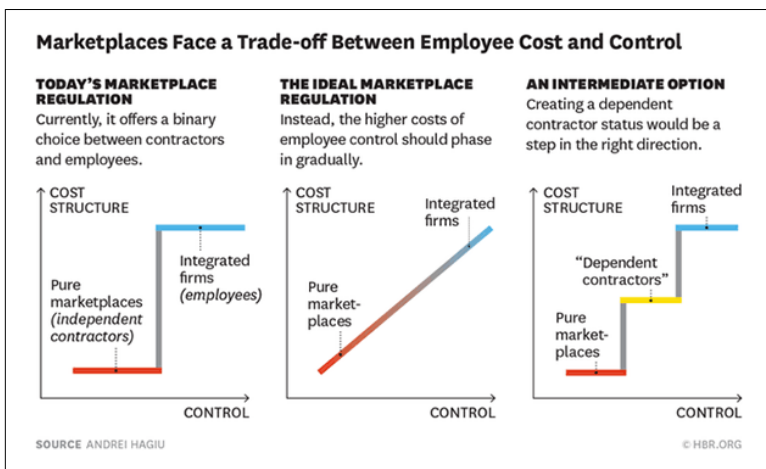 Marketplaces Face a Trade-off Between Employee Cost and Control
TODAY'S MARKETPLACE
REGULATION
Currently, it offers a binary
choice between contractors
and employees.
COST
STRUCTURE
Pure
marketplaces
(independent
contractors)
Integrated
firms
(employees)
CONTROL
THE IDEAL MARKETPLACE
REGULATION
Instead, the higher costs of
employee control should phase
in gradually.
COST
STRUCTURE
Integrated
firms
Pure
market-
places
CONTROL
AN INTERMEDIATE OPTION
Creating a dependent
contractor status would be a
step in the right direction.
COST
STRUCTURE
Integrated
firms
“Dependent
contractors”
Pure
market-
places
CONTROL
SOURCE ANDREI HAGIU
© HBR.ORG